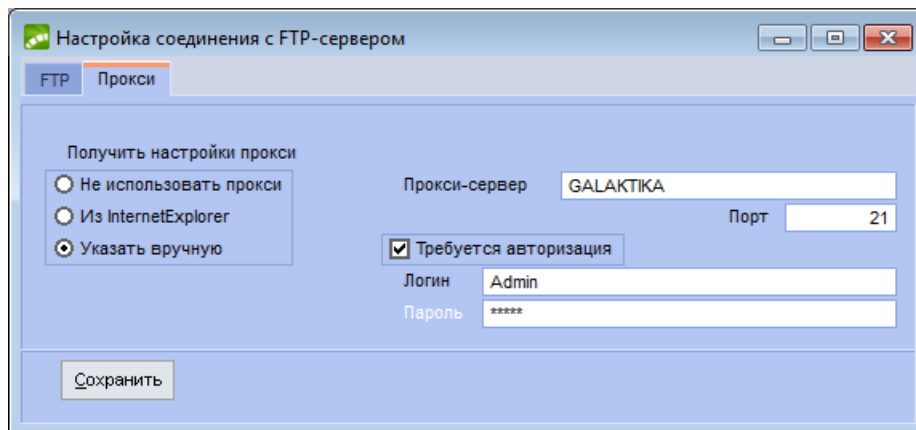 Настройка соединения с FTP-сервером
FTP
Прокси
Получить настройки прокси
Не использовать прокси
Из InternetExplorer
Указать вручную
Прокси-сервер GALAKTIKA
Порт 21
Требуется авторизация
Логин Admin
Пароль *****
Сохранить